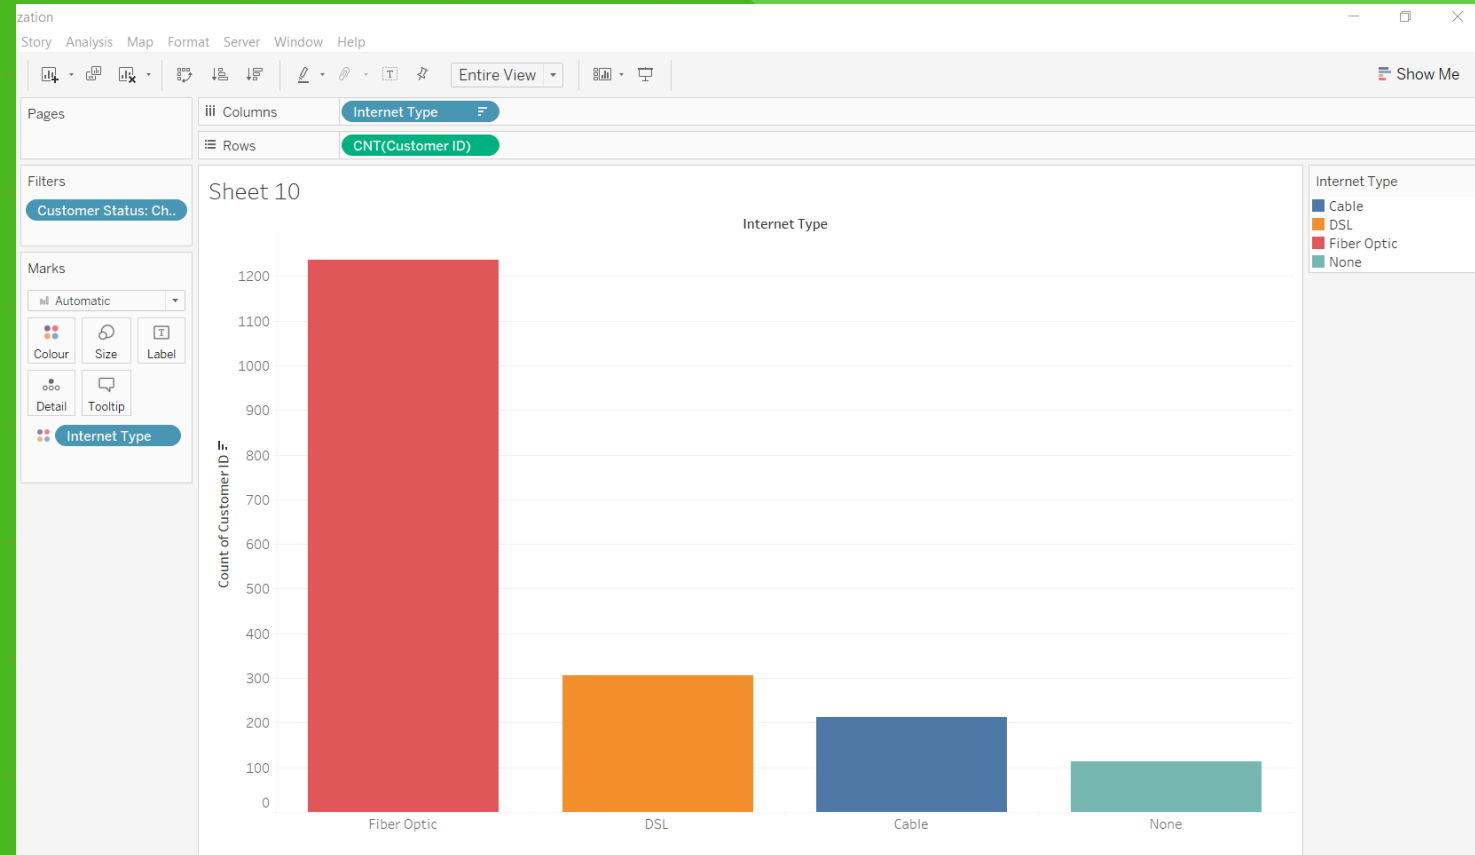 zation
Story Analysis Map Format Server Window Help
Entire View
Show Me
Pages
Columns
Internet Type
Rows
CNT(Customer ID)
Filters
Customer Status: Ch..
Marks
Automatic
Colour
Size
Label
Detail
Tooltip
Internet Type
Sheet 10
Internet Type
Count of Customer ID
1200
1100
1000
900
800
700
600
500
400
300
200
100
0
Fiber Optic
DSL
Cable
None
Internet Type
Cable
DSL
Fiber Optic
None